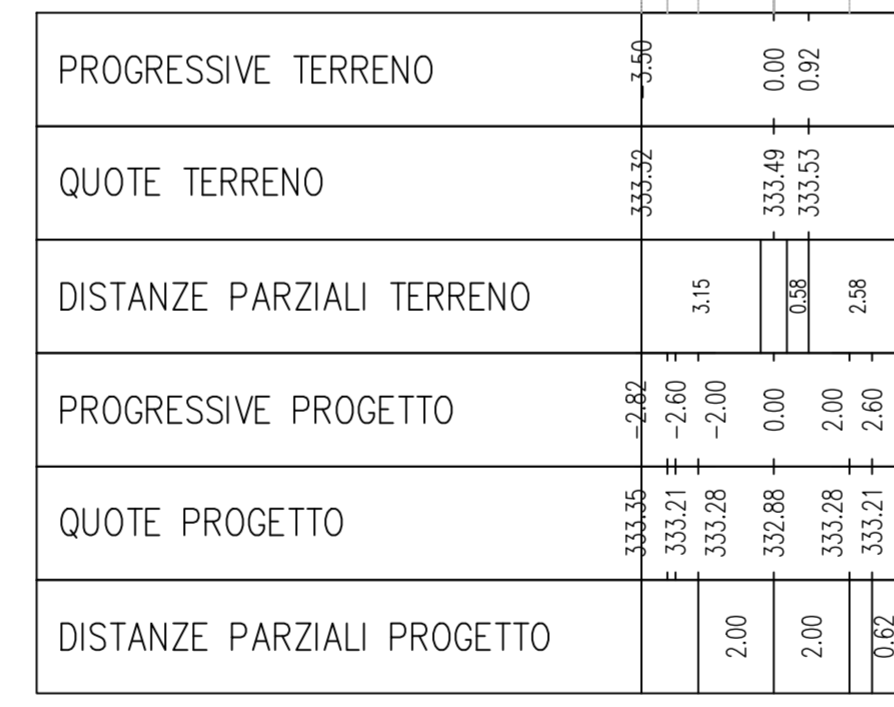 PROGRESSIVE TERRENO -3.50 0.00 0.92
QUOTE TERRENO 333.32 333.49 333.53
DISTANZE PARZIALI TERRENO 3.15 0.58 2.58
PROGRESSIVE PROGETTO -2.82 -2.60 -2.00 0.00 2.00 2.60
QUOTE PROGETTO 333.35 333.21 333.28 332.88 333.28 333.21
DISTANZE PARZIALI PROGETTO 2.00 2.00 0.62